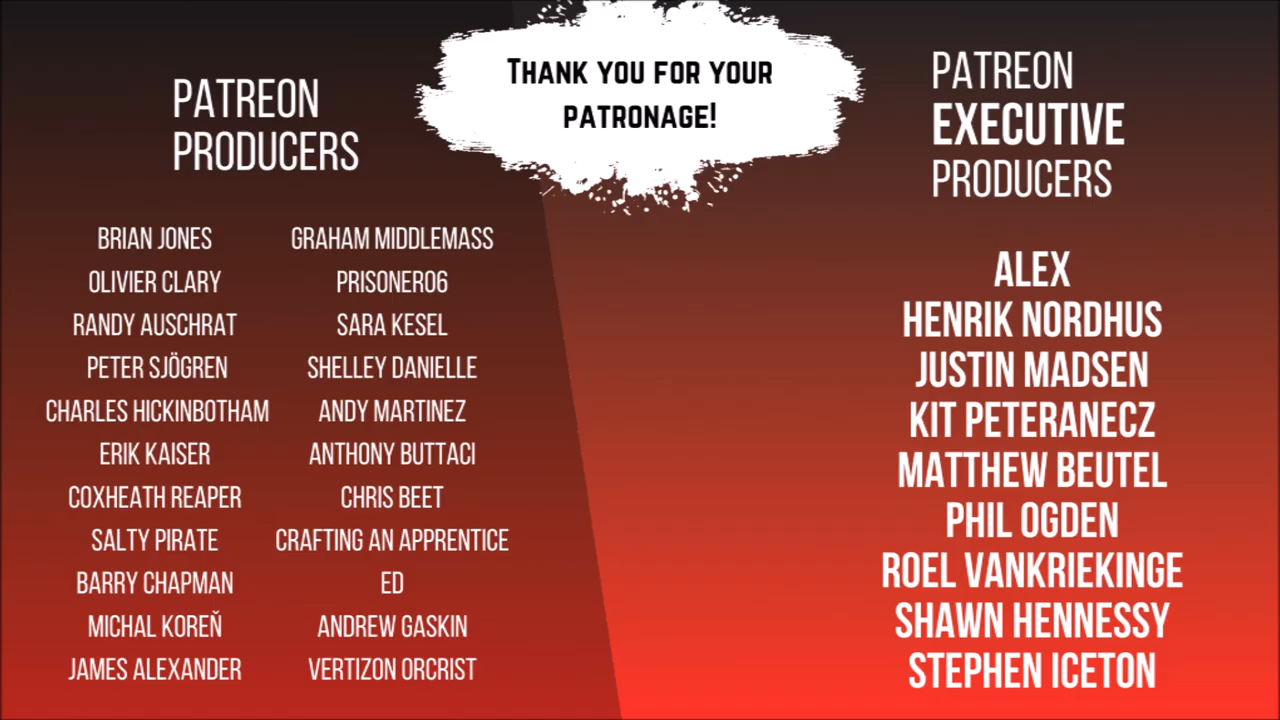 Thank you for your
patronage!
PATREON
PRODUCERS
BRIAN JONES
OLIVIER CLARY
RANDY AUSCHRAT
PETER SJÖGREN
CHARLES HICKINBOTHAM
ERIK KAISER
COXHEATH REAPER
SALTY PIRATE
BARRY CHAPMAN
MICHAL KOREŇ
JAMES ALEXANDER
GRAHAM MIDDLEMASS
PRISONER06
SARA KESEL
SHELLEY DANIELLE
ANDY MARTINEZ
ANTHONY BUTTACI
CHRIS BEET
CRAFTING AN APPRENTICE
ED
ANDREW GASKIN
VERTIZON ORCRIST
PATREON
EXECUTIVE
PRODUCERS
ALEX
HENRIK NORDHUS
JUSTIN MADSEN
KIT PETERANECZ
MATTHEW BEUTEL
PHIL OGDEN
ROEL VANKRIEKINGE
SHAWN HENNESSY
STEPHEN ICETON